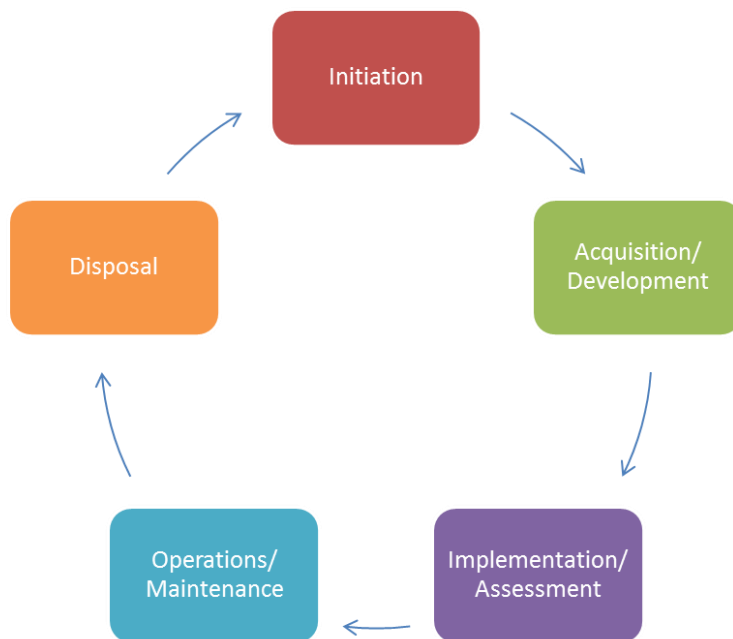 Initiation
Acquisition/
Development
Implementation/
Assessment
Operations/
Maintenance
Disposal